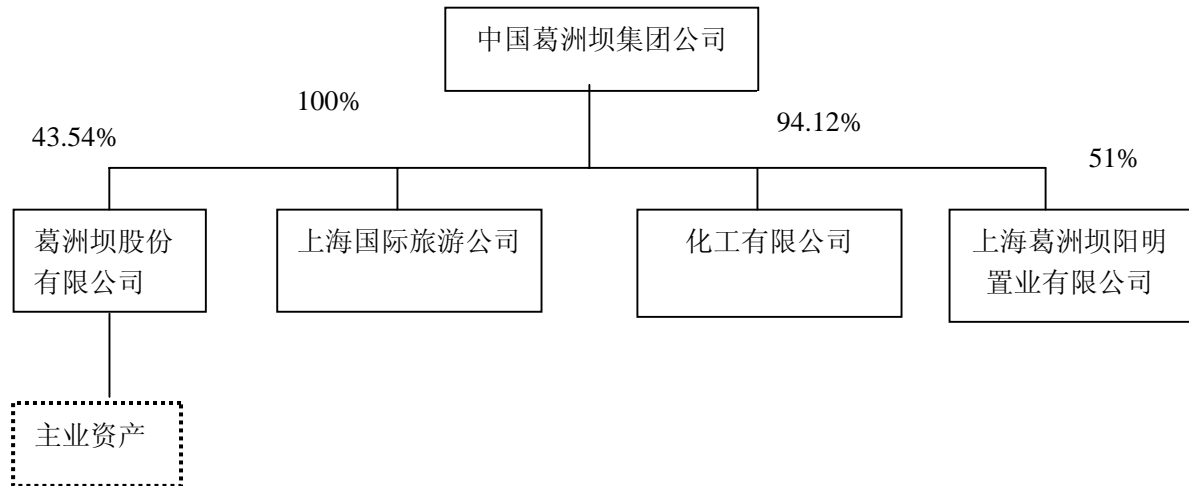 中国葛洲坝集团公司
100%
94.12%
43.54%
51%
葛洲坝股份
有限公司
上海国际旅游公司
化工有限公司
上海葛洲坝阳明
置业有限公司
主业资产